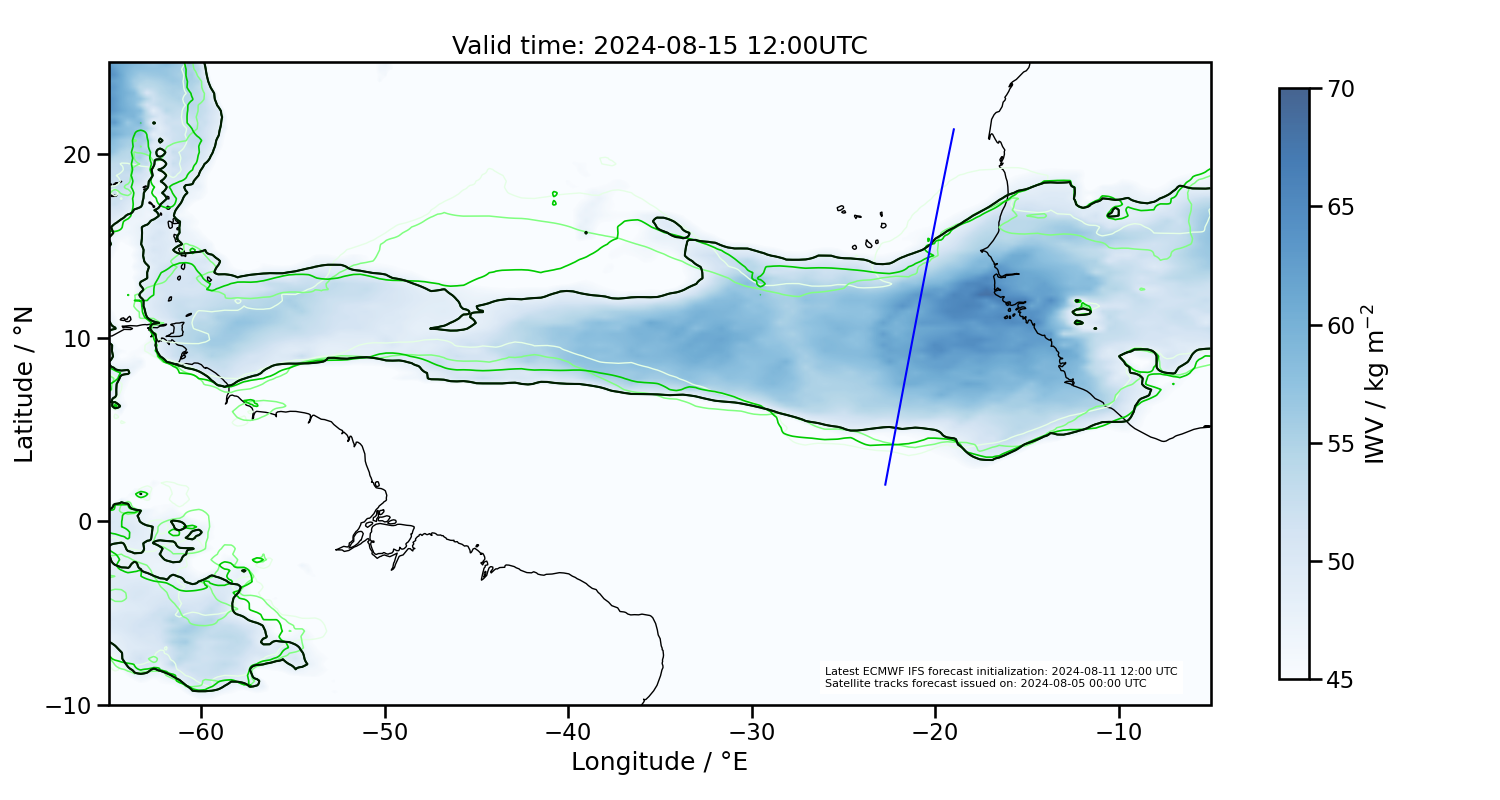 Valid time: 2024-08-15 12:00UTC
20
10
0
−10
Latitude / °N
−60
−50
−40
−30
−20
−10
Longitude / °E
Latest ECMWF IFS forecast initialization: 2024-08-11 12:00 UTC
Satellite tracks forecast issued on: 2024-08-05 00:00 UTC
70
65
60
55
50
45
IWV / kg m⁻²